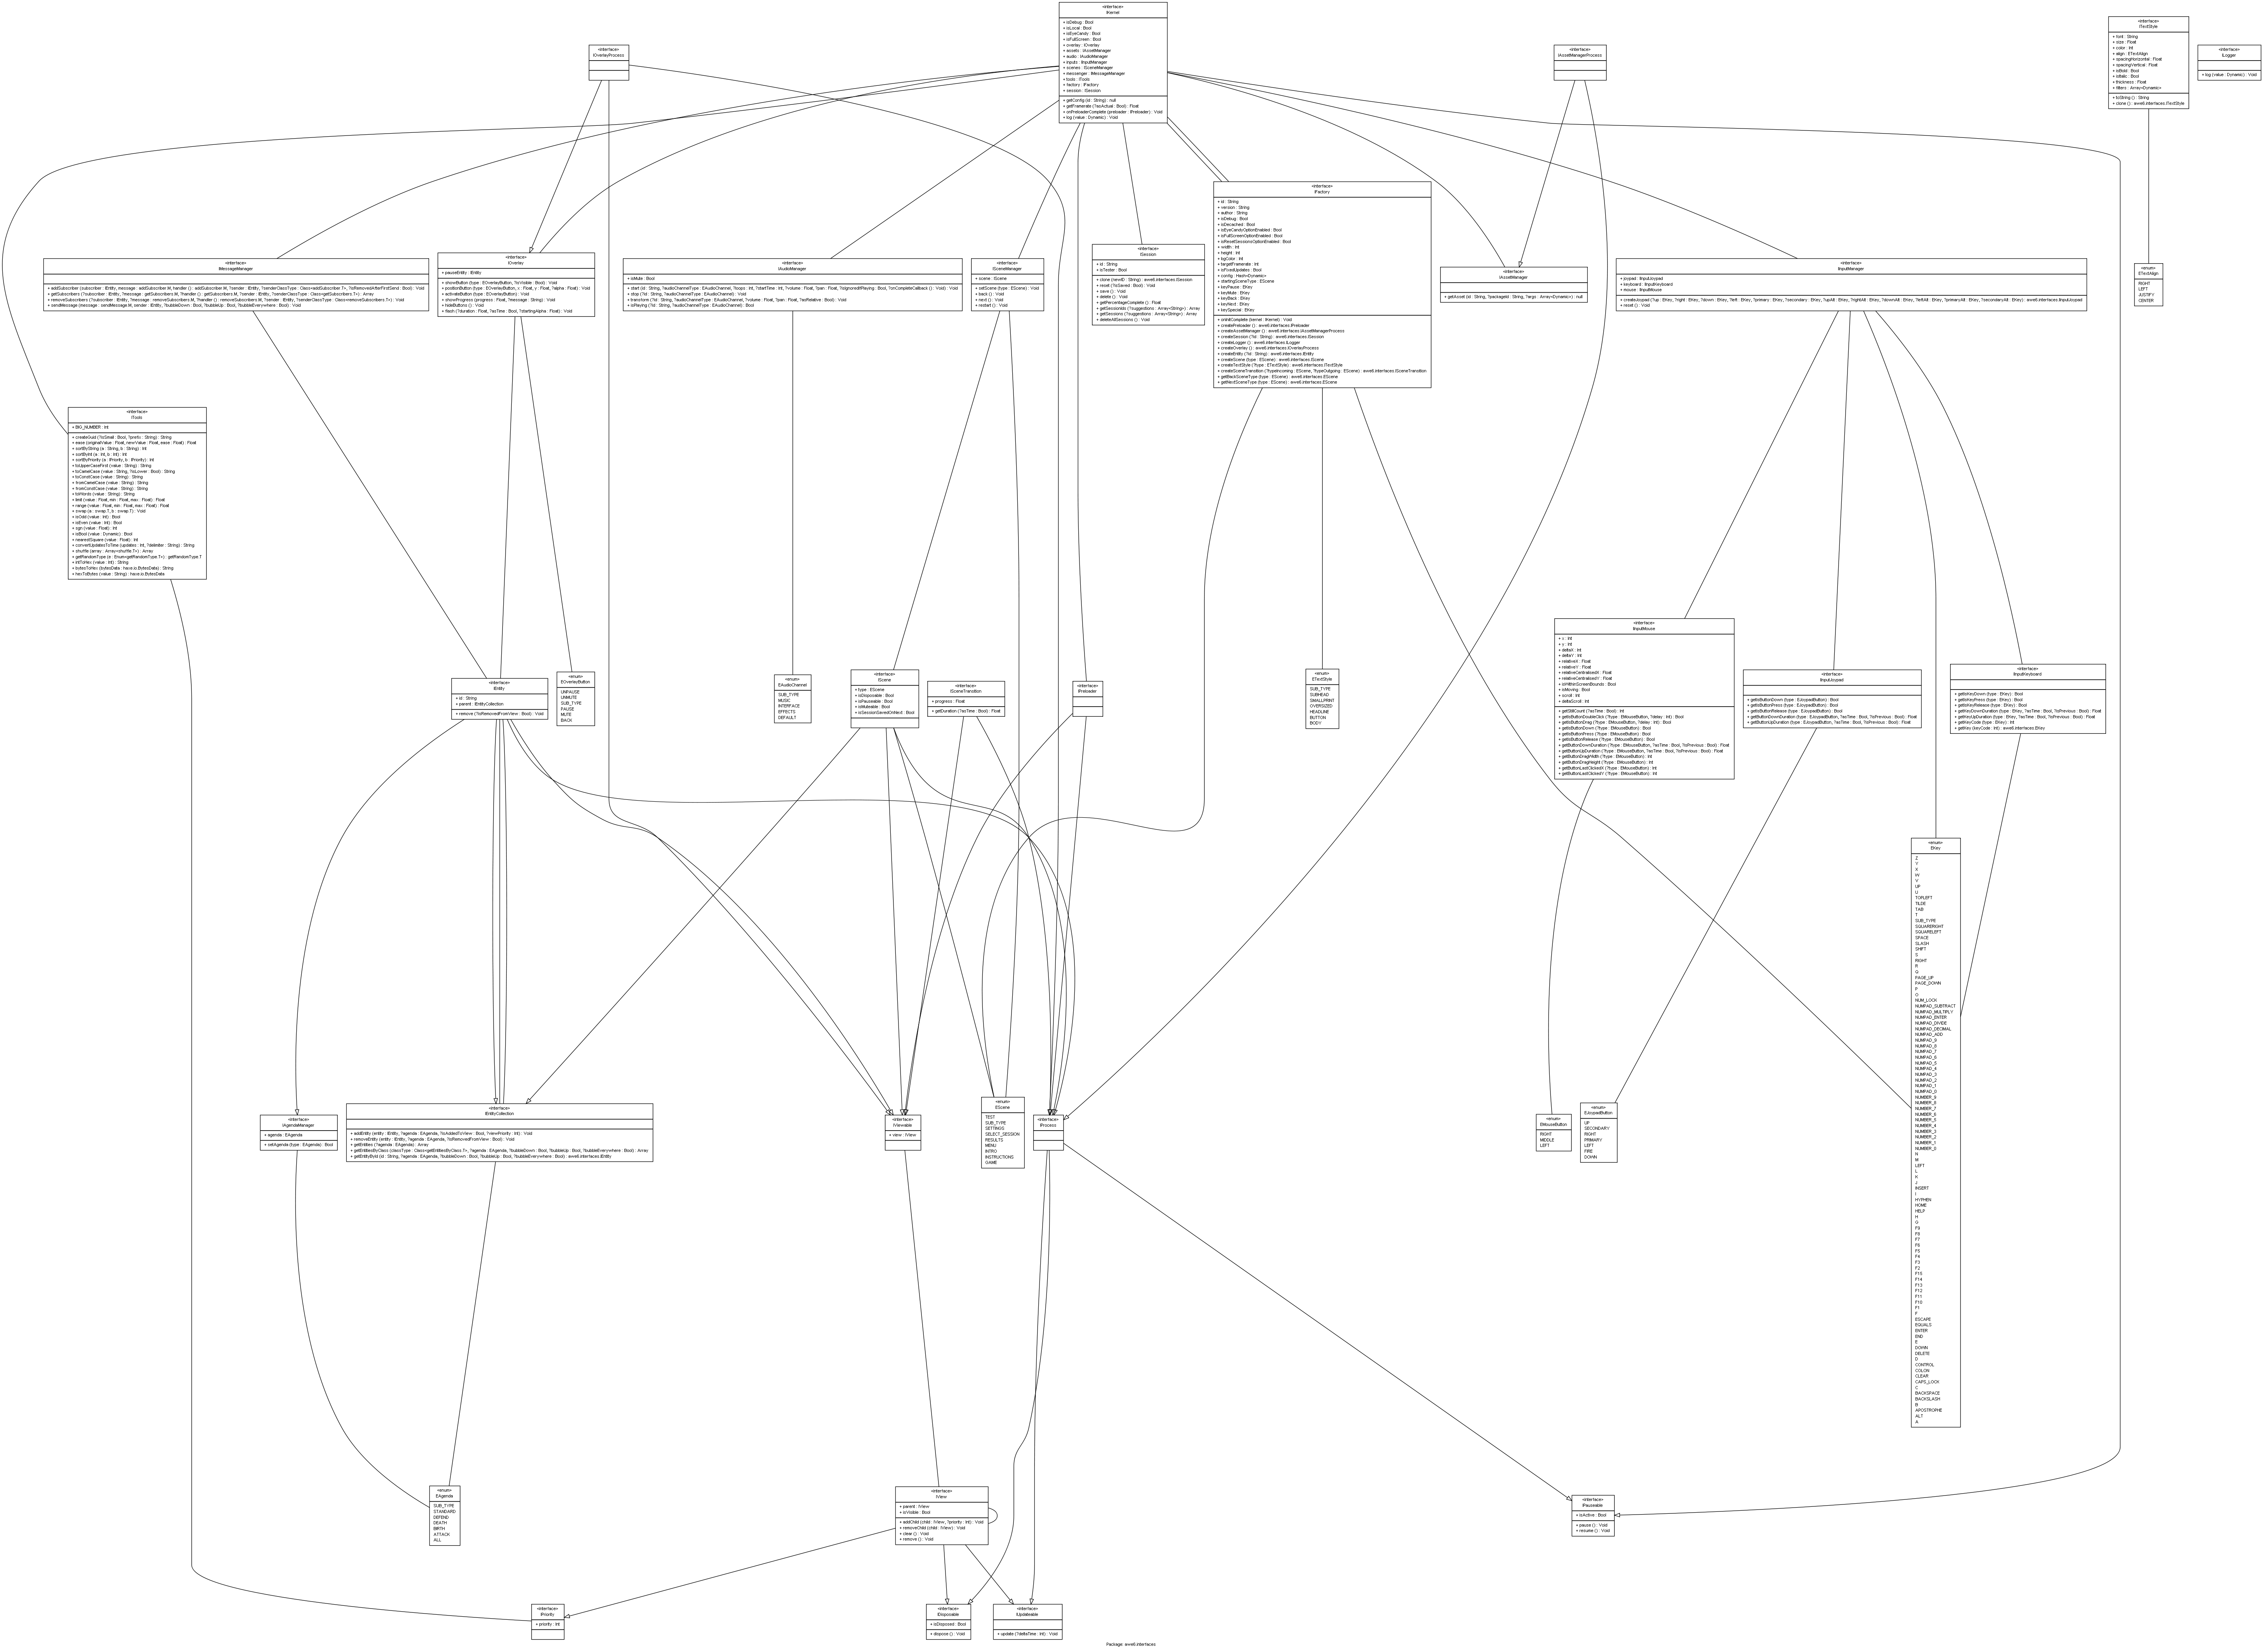 «interface»
IKernel
+ isDebug : Bool
+ isLocal : Bool
+ isEyeCandy : Bool
+ isFullScreen : Bool
+ overlay : IOverlay
+ assets : IAssetManager
+ audio : IAudioManager
+ inputs : IInputManager
+ scenes : ISceneManager
+ messenger : IMessageManager
+ tools : ITools
+ factory : IFactory
+ session : ISession
+ getConfig (id : String) : null
+ getFramerate (?asActual : Bool) : Float
+ onPreloaderComplete (preloader : IPreloader) : Void
+ log (value : Dynamic) : Void
«interface»
IOverlayProcess
«interface»
IAssetManagerProcess
«interface»
ITextStyle
+ font : String
+ size : Float
+ color : Int
+ align : ETextAlign
+ spacingHorizontal : Float
+ spacingVertical : Float
+ isBold : Bool
+ isItalic : Bool
+ thickness : Float
+ filters : Array<Dynamic>
+ toString () : String
+ clone () : awe6.interfaces.ITextStyle
«interface»
ILogger
+ log (value : Dynamic) : Void
«interface»
IFactory
+ id : String
+ version : String
+ author : String
+ isDebug : Bool
+ isDecached : Bool
+ isEyeCandyOptionEnabled : Bool
+ isFullScreenOptionEnabled : Bool
+ isResetSessionsOptionEnabled : Bool
+ width : Int
+ height : Int
+ bgColor : Int
+ targetFramerate : Int
+ isFixedUpdates : Bool
+ config : Hash<Dynamic>
+ startingSceneType : EScene
+ keyPause : EKey
+ keyMute : EKey
+ keyBack : EKey
+ keyNext : EKey
+ keySpecial : EKey
+ onInitComplete (kernel : IKernel) : Void
+ createPreloader () : awe6.interfaces.IPreloader
+ createAssetManager () : awe6.interfaces.IAssetManagerProcess
+ createSession (?id : String) : awe6.interfaces.ISession
+ createLogger () : awe6.interfaces.ILogger
+ createOverlay () : awe6.interfaces.IOverlayProcess
+ createEntity (?id : String) : awe6.interfaces.IEntity
+ createScene (type : EScene) : awe6.interfaces.IScene
+ createTextStyle (?type : ETextStyle) : awe6.interfaces.ITextStyle
+ createSceneTransition (?typeIncoming : EScene, ?typeOutgoing : EScene) : awe6.interfaces.ISceneTransition
+ getBackSceneType (type : EScene) : awe6.interfaces.EScene
+ getNextSceneType (type : EScene) : awe6.interfaces.EScene
«interface»
IMessageManager
+ addSubscriber (subscriber : IEntity, message : addSubscriber.M, handler () : addSubscriber.M, ?sender : IEntity, ?senderClassType : Class<addSubscriber.T>, ?isRemovedAfterFirstSend : Bool) : Void
+ getSubscribers (?subscriber : IEntity, ?message : getSubscribers.M, ?handler () : getSubscribers.M, ?sender : IEntity, ?senderClassType : Class<getSubscribers.T>) : Array
+ removeSubscribers (?subscriber : IEntity, ?message : removeSubscribers.M, ?handler () : removeSubscribers.M, ?sender : IEntity, ?senderClassType : Class<removeSubscribers.T>) : Void
+ sendMessage (message : sendMessage.M, sender : IEntity, ?bubbleDown : Bool, ?bubbleUp : Bool, ?bubbleEverywhere : Bool) : Void
«interface»
IOverlay
+ pauseEntity : IEntity
+ showButton (type : EOverlayButton, ?isVisible : Bool) : Void
+ positionButton (type : EOverlayButton, x : Float, y : Float, ?alpha : Float) : Void
+ activateButton (type : EOverlayButton) : Void
+ showProgress (progress : Float, ?message : String) : Void
+ hideButtons () : Void
+ flash (?duration : Float, ?asTime : Bool, ?startingAlpha : Float) : Void
«interface»
IAudioManager
+ isMute : Bool
+ start (id : String, ?audioChannelType : EAudioChannel, ?loops : Int, ?startTime : Int, ?volume : Float, ?pan : Float, ?isIgnoredIfPlaying : Bool, ?onCompleteCallback () : Void) : Void
+ stop (?id : String, ?audioChannelType : EAudioChannel) : Void
+ transform (?id : String, ?audioChannelType : EAudioChannel, ?volume : Float, ?pan : Float, ?asRelative : Bool) : Void
+ isPlaying (?id : String, ?audioChannelType : EAudioChannel) : Bool
«interface»
ISceneManager
+ scene : IScene
+ setScene (type : EScene) : Void
+ back () : Void
+ next () : Void
+ restart () : Void
«interface»
ISession
+ id : String
+ isTester : Bool
+ clone (newID : String) : awe6.interfaces.ISession
+ reset (?isSaved : Bool) : Void
+ save () : Void
+ delete () : Void
+ getPercentageComplete () : Float
+ getSessionIds (?suggestions : Array<String>) : Array
+ getSessions (?suggestions : Array<String>) : Array
+ deleteAllSessions () : Void
«interface»
IAssetManager
+ getAsset (id : String, ?packageId : String, ?args : Array<Dynamic>) : null
«interface»
IInputManager
+ joypad : IInputJoypad
+ keyboard : IInputKeyboard
+ mouse : IInputMouse
+ createJoypad (?up : EKey, ?right : EKey, ?down : EKey, ?left : EKey, ?primary : EKey, ?secondary : EKey, ?upAlt : EKey, ?rightAlt : EKey, ?downAlt : EKey, ?leftAlt : EKey, ?primaryAlt : EKey, ?secondaryAlt : EKey) : awe6.interfaces.IInputJoypad
+ reset () : Void
«enum»
ETextAlign
RIGHT
LEFT
JUSTIFY
CENTER
«interface»
ITools
+ BIG_NUMBER : Int
+ createGuid (?isSmall : Bool, ?prefix : String) : String
+ ease (originalValue : Float, newValue : Float, ease : Float) : Float
+ sortByString (a : String, b : String) : Int
+ sortByInt (a : Int, b : Int) : Int
+ sortByPriority (a : IPriority, b : IPriority) : Int
+ toUpperCaseFirst (value : String) : String
+ toCamelCase (value : String, ?isLower : Bool) : String
+ toConstCase (value : String) : String
+ fromCamelCase (value : String) : String
+ fromConstCase (value : String) : String
+ toWords (value : String) : String
+ limit (value : Float, min : Float, max : Float) : Float
+ range (value : Float, min : Float, max : Float) : Float
+ swap (a : swap.T, b : swap.T) : Void
+ isOdd (value : Int) : Bool
+ isEven (value : Int) : Bool
+ sgn (value : Float) : Int
+ isBool (value : Dynamic) : Bool
+ nearestSquare (value : Float) : Int
+ convertUpdatesToTime (updates : Int, ?delimiter : String) : String
+ shuffle (array : Array<shuffle.T>) : Array
+ getRandomType (e : Enum<getRandomType.T>) : getRandomType.T
+ intToHex (value : Int) : String
+ bytesToHex (bytesData : haxe.io.BytesData) : String
+ hexToBytes (value : String) : haxe.io.BytesData
«interface»
IInputMouse
+ x : Int
+ y : Int
+ deltaX : Int
+ deltaY : Int
+ relativeX : Float
+ relativeY : Float
+ relativeCentralisedX : Float
+ relativeCentralisedY : Float
+ isWithinScreenBounds : Bool
+ isMoving : Bool
+ scroll : Int
+ deltaScroll : Int
+ getStillCount (?asTime : Bool) : Int
+ getIsButtonDoubleClick (?type : EMouseButton, ?delay : Int) : Bool
+ getIsButtonDrag (?type : EMouseButton, ?delay : Int) : Bool
+ getIsButtonDown (?type : EMouseButton) : Bool
+ getIsButtonPress (?type : EMouseButton) : Bool
+ getIsButtonRelease (?type : EMouseButton) : Bool
+ getButtonDownDuration (?type : EMouseButton, ?asTime : Bool, ?isPrevious : Bool) : Float
+ getButtonUpDuration (?type : EMouseButton, ?asTime : Bool, ?isPrevious : Bool) : Float
+ getButtonDragWidth (?type : EMouseButton) : Int
+ getButtonDragHeight (?type : EMouseButton) : Int
+ getButtonLastClickedX (?type : EMouseButton) : Int
+ getButtonLastClickedY (?type : EMouseButton) : Int
«interface»
IEntity
+ id : String
+ parent : IEntityCollection
+ remove (?isRemovedFromView : Bool) : Void
«enum»
EOverlayButton
UNPAUSE
UNMUTE
SUB_TYPE
PAUSE
MUTE
BACK
«enum»
EAudioChannel
SUB_TYPE
MUSIC
INTERFACE
EFFECTS
DEFAULT
«interface»
IScene
+ type : EScene
+ isDisposable : Bool
+ isPauseable : Bool
+ isMuteable : Bool
+ isSessionSavedOnNext : Bool
«interface»
ISceneTransition
+ progress : Float
+ getDuration (?asTime : Bool) : Float
«interface»
IPreloader
«enum»
ETextStyle
SUB_TYPE
SUBHEAD
SMALLPRINT
OVERSIZED
HEADLINE
BUTTON
BODY
«interface»
IInputJoypad
+ getIsButtonDown (type : EJoypadButton) : Bool
+ getIsButtonPress (type : EJoypadButton) : Bool
+ getIsButtonRelease (type : EJoypadButton) : Bool
+ getButtonDownDuration (type : EJoypadButton, ?asTime : Bool, ?isPrevious : Bool) : Float
+ getButtonUpDuration (type : EJoypadButton, ?asTime : Bool, ?isPrevious : Bool) : Float
«interface»
IInputKeyboard
+ getIsKeyDown (type : EKey) : Bool
+ getIsKeyPress (type : EKey) : Bool
+ getIsKeyRelease (type : EKey) : Bool
+ getKeyDownDuration (type : EKey, ?asTime : Bool, ?isPrevious : Bool) : Float
+ getKeyUpDuration (type : EKey, ?asTime : Bool, ?isPrevious : Bool) : Float
+ getKeyCode (type : EKey) : Int
+ getKey (keyCode : Int) : awe6.interfaces.EKey
«enum»
EKey
Z
Y
X
W
V
UP
U
TOPLEFT
TILDE
TAB
T
SUB_TYPE
SQUARERIGHT
SQUARELEFT
SPACE
SLASH
SHIFT
S
RIGHT
R
Q
PAGE_UP
PAGE_DOWN
P
O
NUM_LOCK
NUMPAD_SUBTRACT
NUMPAD_MULTIPLY
NUMPAD_ENTER
NUMPAD_DIVIDE
NUMPAD_DECIMAL
NUMPAD_ADD
NUMPAD_9
NUMPAD_8
NUMPAD_7
NUMPAD_6
NUMPAD_5
NUMPAD_4
NUMPAD_3
NUMPAD_2
NUMPAD_1
NUMPAD_0
NUMBER_9
NUMBER_8
NUMBER_7
NUMBER_6
NUMBER_5
NUMBER_4
NUMBER_3
NUMBER_2
NUMBER_1
NUMBER_0
N
M
LEFT
L
K
J
INSERT
I
HYPHEN
HOME
HELP
H
G
F9
F8
F7
F6
F5
F4
F3
F2
F15
F14
F13
F12
F11
F10
F1
F
ESCAPE
EQUALS
ENTER
END
E
DOWN
DELETE
D
CONTROL
COLON
CLEAR
CAPS_LOCK
C
BACKSPACE
BACKSLASH
B
APOSTROPHE
ALT
A
«interface»
IAgendaManager
+ agenda : EAgenda
+ setAgenda (type : EAgenda) : Bool
«interface»
IEntityCollection
+ addEntity (entity : IEntity, ?agenda : EAgenda, ?isAddedToView : Bool, ?viewPriority : Int) : Void
+ removeEntity (entity : IEntity, ?agenda : EAgenda, ?isRemovedFromView : Bool) : Void
+ getEntities (?agenda : EAgenda) : Array
+ getEntitiesByClass (classType : Class<getEntitiesByClass.T>, ?agenda : EAgenda, ?bubbleDown : Bool, ?bubbleUp : Bool, ?bubbleEverywhere : Bool) : Array
+ getEntityById (id : String, ?agenda : EAgenda, ?bubbleDown : Bool, ?bubbleUp : Bool, ?bubbleEverywhere : Bool) : awe6.interfaces.IEntity
«interface»
IViewable
+ view : IView
«enum»
EScene
TEST
SUB_TYPE
SETTINGS
SELECT_SESSION
RESULTS
MENU
INTRO
INSTRUCTIONS
GAME
«interface»
IProcess
«enum»
EMouseButton
RIGHT
MIDDLE
LEFT
«enum»
EJoypadButton
UP
SECONDARY
RIGHT
PRIMARY
LEFT
FIRE
DOWN
«enum»
EAgenda
SUB_TYPE
STANDARD
DEFEND
DEATH
BIRTH
ATTACK
ALL
«interface»
IView
+ parent : IView
+ isVisible : Bool
+ addChild (child : IView, ?priority : Int) : Void
+ removeChild (child : IView) : Void
+ clear () : Void
+ remove () : Void
«interface»
IPauseable
+ isActive : Bool
+ pause () : Void
+ resume () : Void
«interface»
IPriority
+ priority : Int
«interface»
IDisposable
+ isDisposed : Bool
+ dispose () : Void
«interface»
IUpdateable
+ update (?deltaTime : Int) : Void
Package: awe6.interfaces